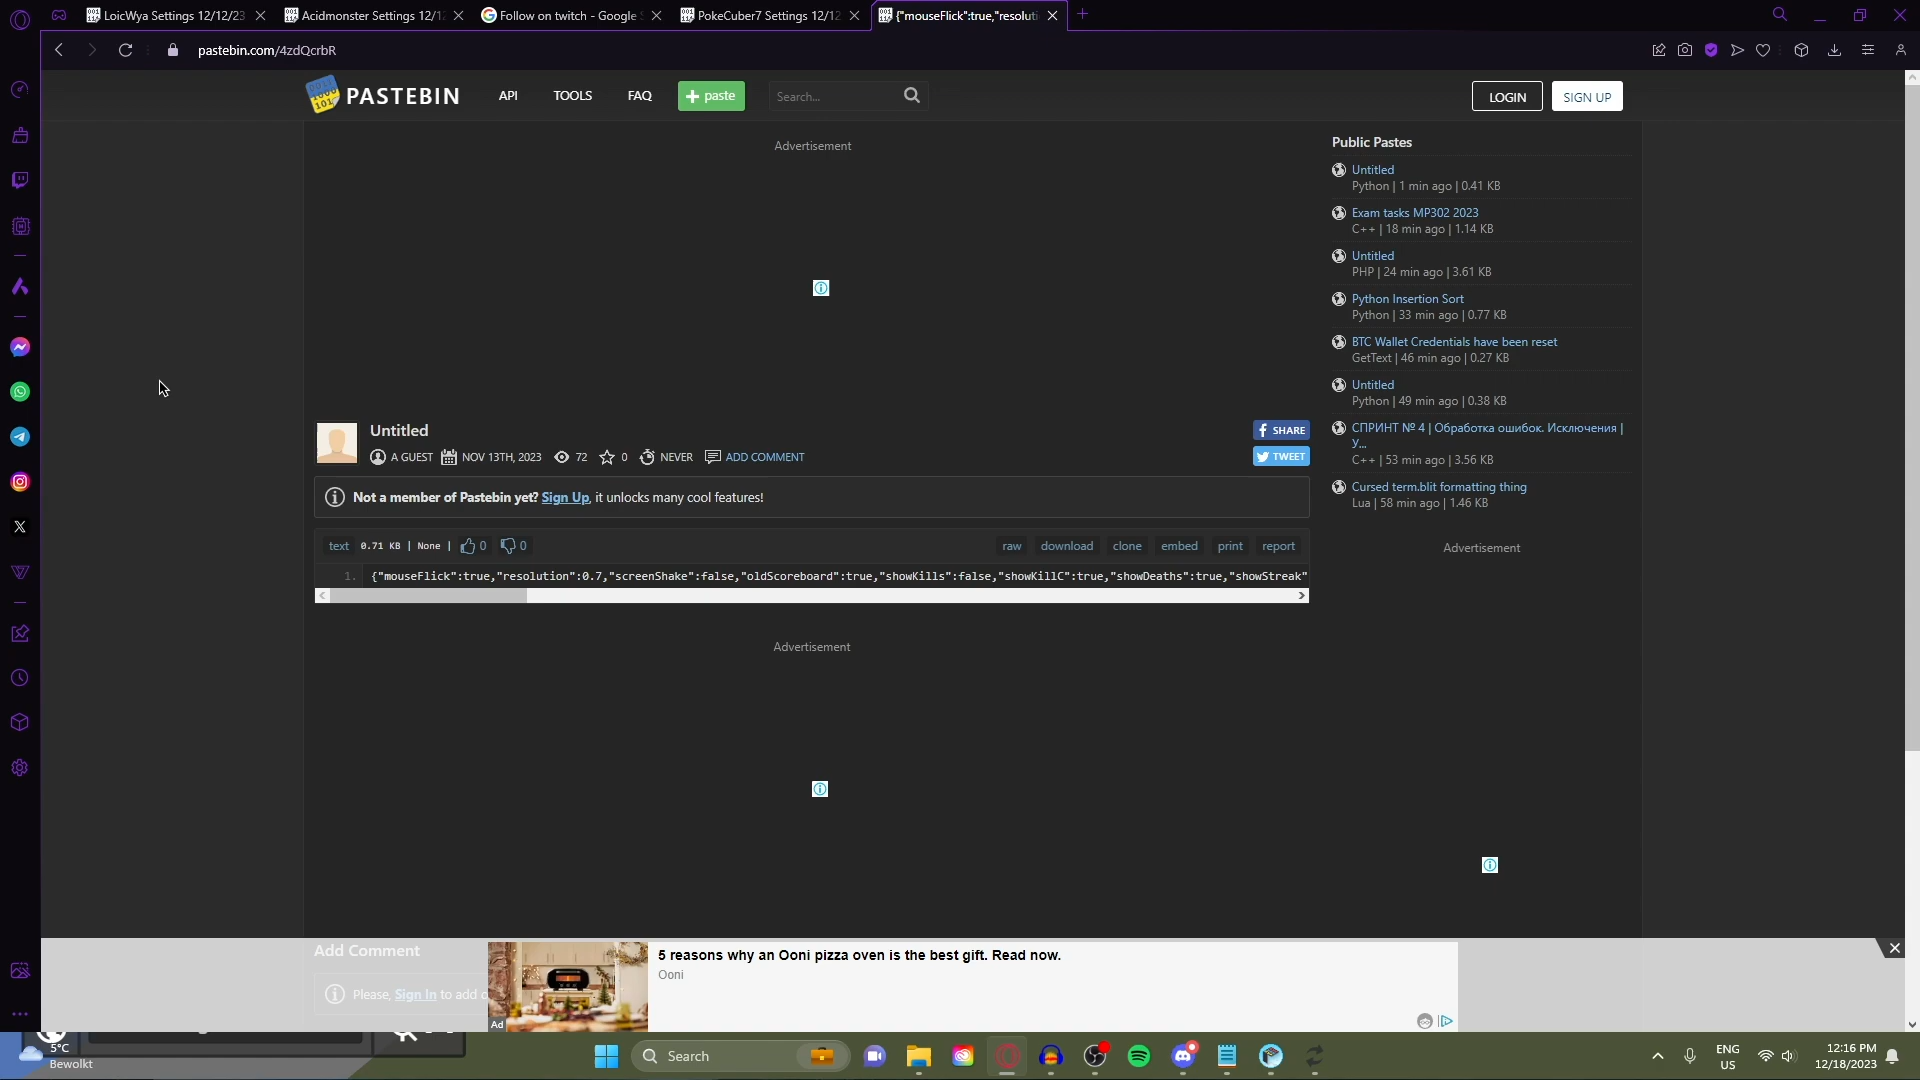 LoicWya Settings 12/12/23
Acidmonster Settings 12/1
Follow on twitch - Google
PokeCuber7 Settings 12/12
{"mouseFlick":true,"resoluti
pastebin.com/4zdQcrbR
PASTEBIN
API
TOOLS
FAQ
+ paste
Search...
LOGIN
SIGN UP
Advertisement
Public Pastes
Untitled
Python | 1 min ago | 0.41 KB
Exam tasks MP302 2023
C++ | 18 min ago | 1.14 KB
Untitled
PHP | 24 min ago | 3.61 KB
Python Insertion Sort
Python | 33 min ago | 0.77 KB
BTC Wallet Credentials have been reset
GetText | 46 min ago | 0.27 KB
Untitled
Python | 49 min ago | 0.38 KB
СПРИНТ № 4 | Обработка ошибок. Исключения |
У...
C++ | 53 min ago | 3.56 KB
Cursed term.blit formatting thing
Lua | 58 min ago | 1.46 KB
Advertisement
Untitled
A GUEST NOV 13TH, 2023 72 0 NEVER ADD COMMENT
SHARE
TWEET
Not a member of Pastebin yet? Sign Up, it unlocks many cool features!
text 0.71 KB | None | 0 0
raw download clone embed print report
1. {"mouseFlick":true,"resolution":0.7,"screenShake":false,"oldScoreboard":true,"showKills":false,"showKillC":true,"showDeaths":true,"showStreak"
Advertisement
Add Comment
Please, Sign In to add c
5 reasons why an Ooni pizza oven is the best gift. Read now.
Ooni
Ad
5°C
Bewolkt
Search
ENG
US
12:16 PM
12/18/2023